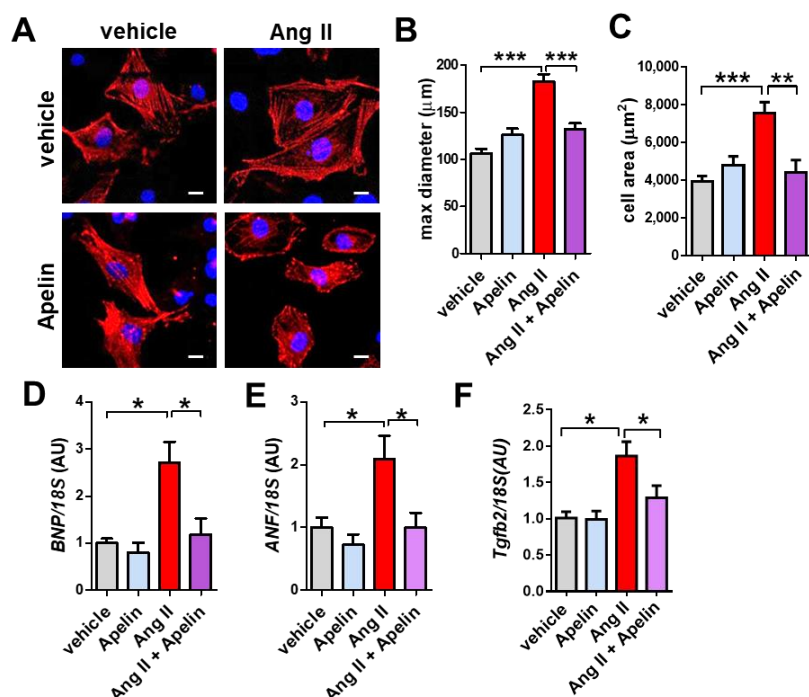 A
vehicle
Ang II
vehicle
Apelin
B
max diameter (μm)
200
150
100
50
0
***
***
vehicle
Apelin
Ang II
Ang II + Apelin
C
cell area (μm²)
10,000
8,000
6,000
4,000
2,000
0
***
**
vehicle
Apelin
Ang II
Ang II + Apelin
D
BNP/18S (AU)
4
3
2
1
0
*
*
vehicle
Apelin
Ang II
Ang II + Apelin
E
ANF/18S (AU)
3
2
1
0
*
*
vehicle
Apelin
Ang II
Ang II + Apelin
F
Tgfb2/18S(AU)
2.5
2.0
1.5
1.0
0.5
0.0
*
*
vehicle
Apelin
Ang II
Ang II + Apelin